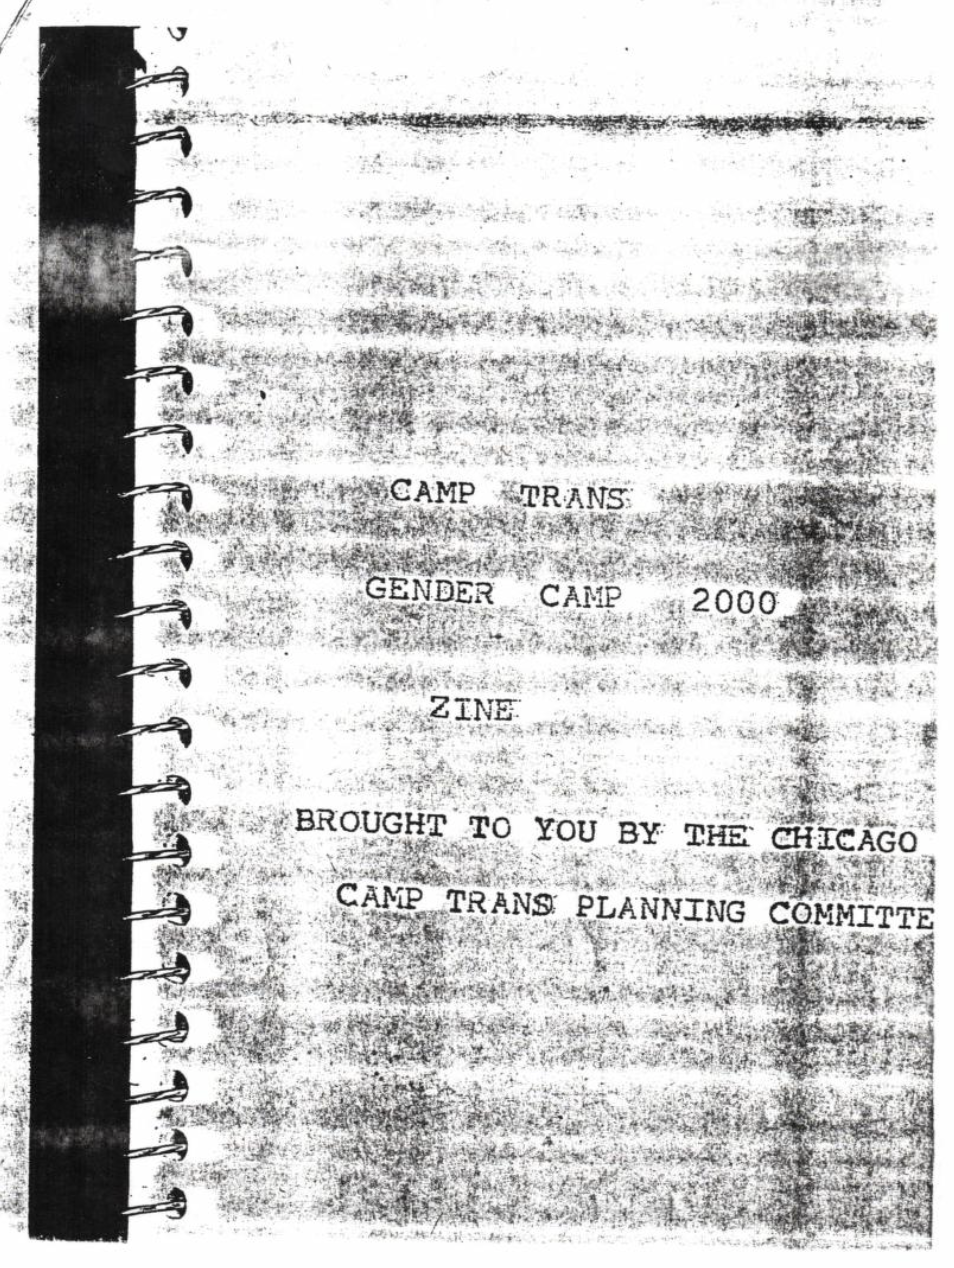 CAMP TRANS
GENDER CAMP 2000
ZINE
BROUGHT TO YOU BY THE CHICAGO
CAMP TRANS PLANNING COMMITTE